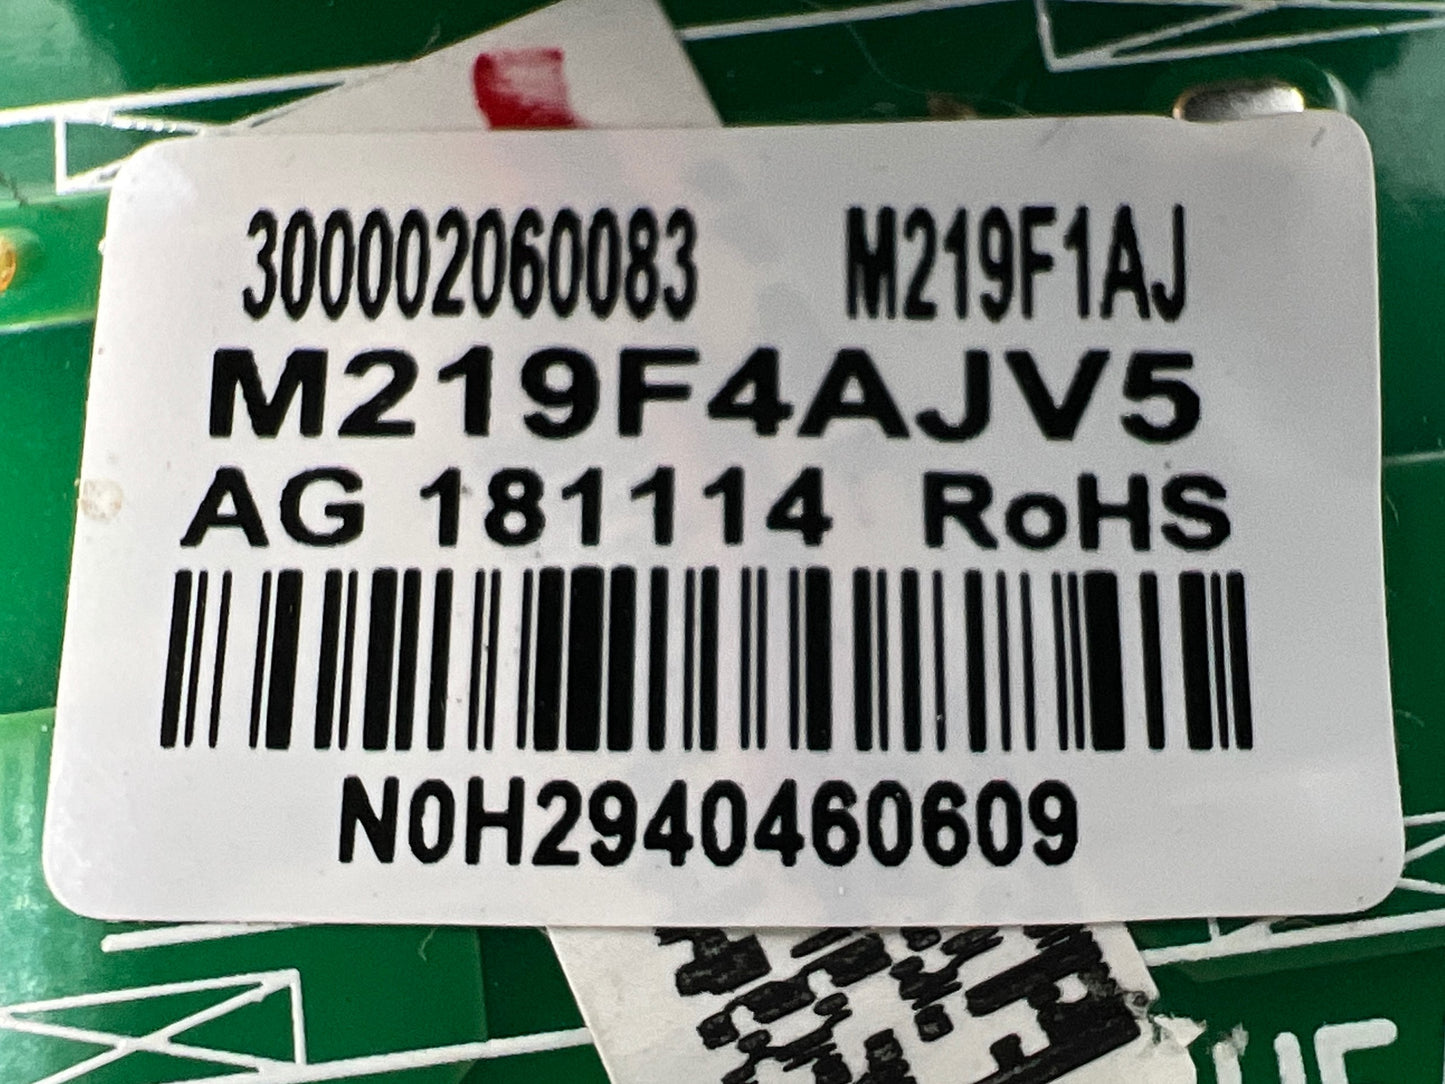 300002060083 M219F1AJ
M219F4AJV5
AG 181114 RoHS
N0H2940460609